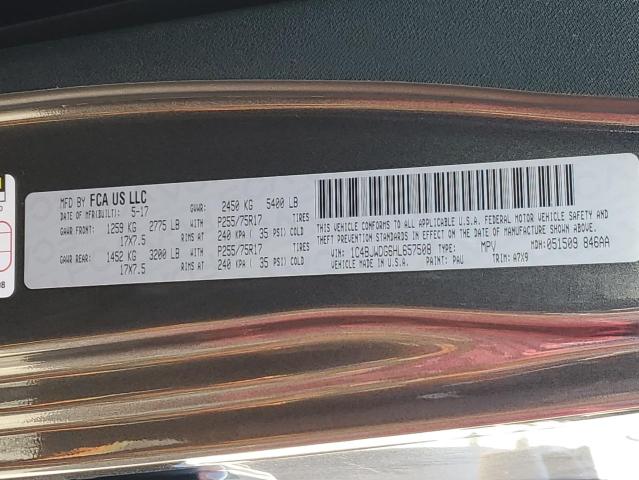 MFD BY FCA US LLC
DATE OF MFR(BUILT): 5-17 GVWR: 2450 KG 5400 LB
GAWR FRONT: 1259 KG 2775 LB WITH P255/75R17 TIRES
17X7.5 RIMS AT 240 KPA ( 35 PSI) COLD
GAWR REAR: 1452 KG 3200 LB WITH P255/75R17 TIRES
17X7.5 RIMS AT 240 KPA ( 35 PSI) COLD
THIS VEHICLE CONFORMS TO ALL APPLICABLE U.S.A. FEDERAL MOTOR VEHICLE SAFETY
STANDARDS IN EFFECT ON THE DATE OF MANUFACTURE SHOWN ABOVE.
VIN: 1C4BJWDG6HL657509 TYPE: MPV MDH: 051509 846AA
VEHICLE MADE IN U.S.A. PAINT: PAU TRIM: A7X9